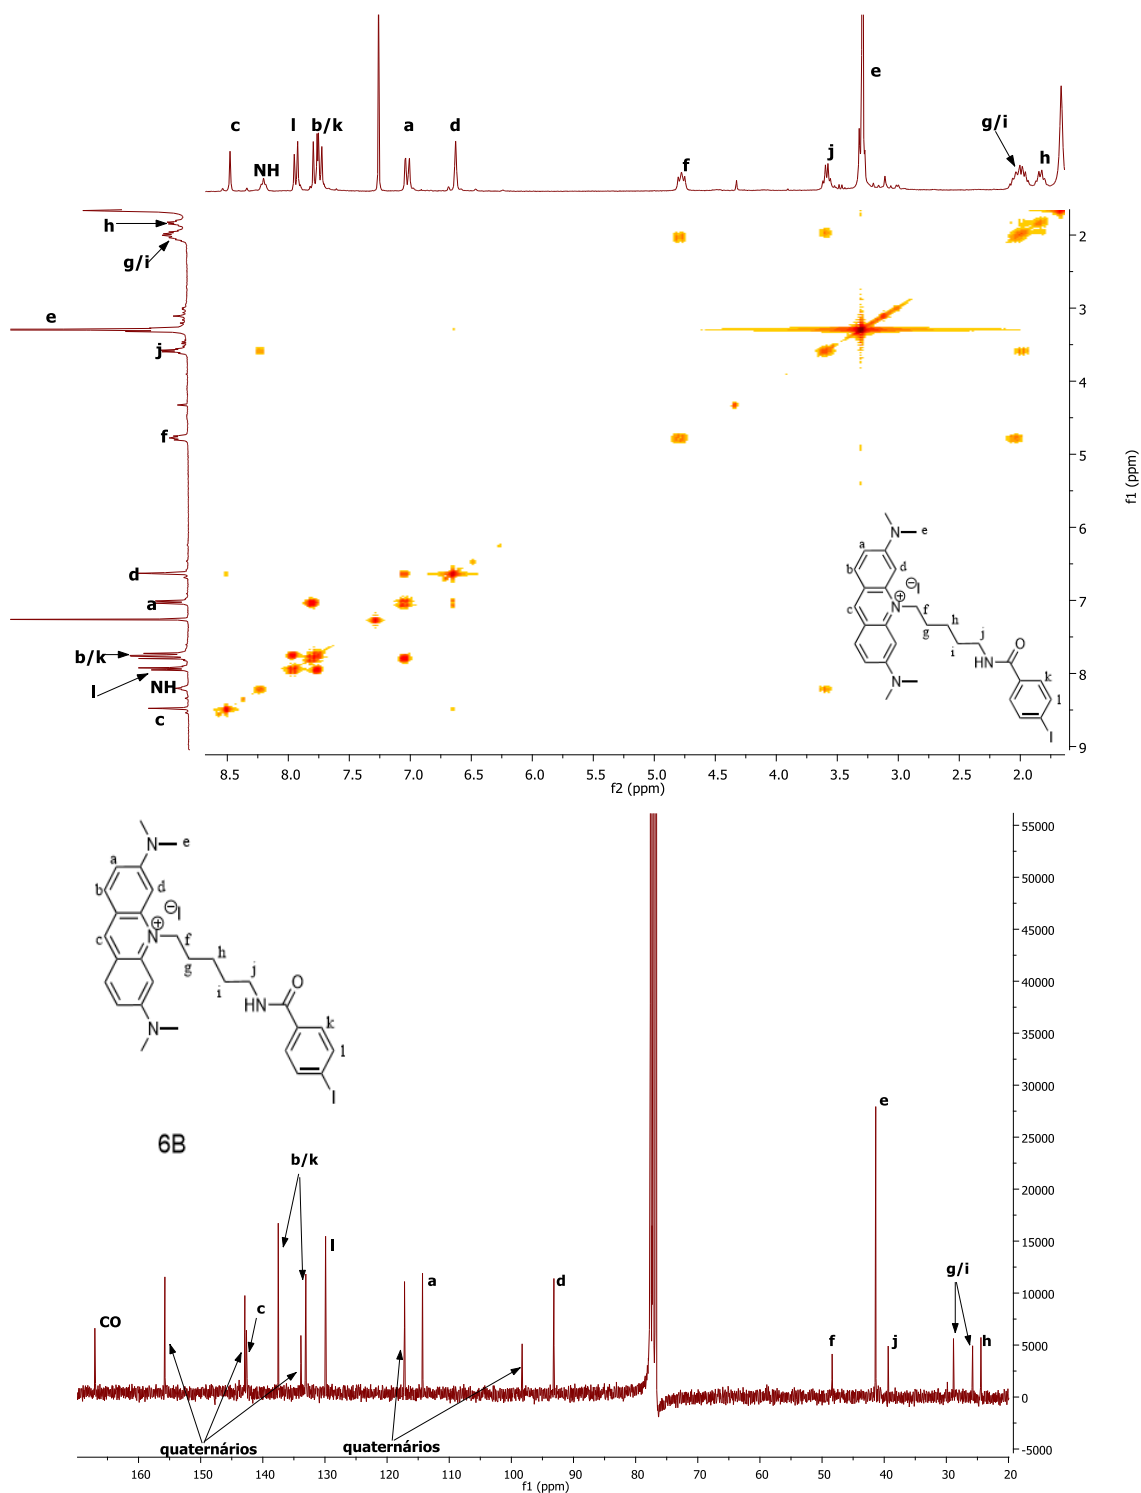 e
c
l
b/k
a
d
NH
f
j
g/i
h
h
g/i
e
j
f
d
a
b/k
l
NH
c
2
3
4
5
6
7
8
9
f1 (ppm)
8.5 8.0 7.5 7.0 6.5 6.0 5.5 5.0 4.5 4.0 3.5 3.0 2.5 2.0
f2 (ppm)
N e
a
b d
⊖I
c N⊕
f h
g j
i O
HN k
N l
I
N e
a
b d
⊖I
c N⊕
f h
g j
i O
HN k
N l
I
6B
55000
50000
45000
40000
35000
30000
25000
20000
15000
10000
5000
0
-5000
e
b/k
l
c
CO
a
d
g/i
f
j
h
quaternários
quaternários
160 150 140 130 120 110 100 90 80 70 60 50 40 30 20
f1 (ppm)